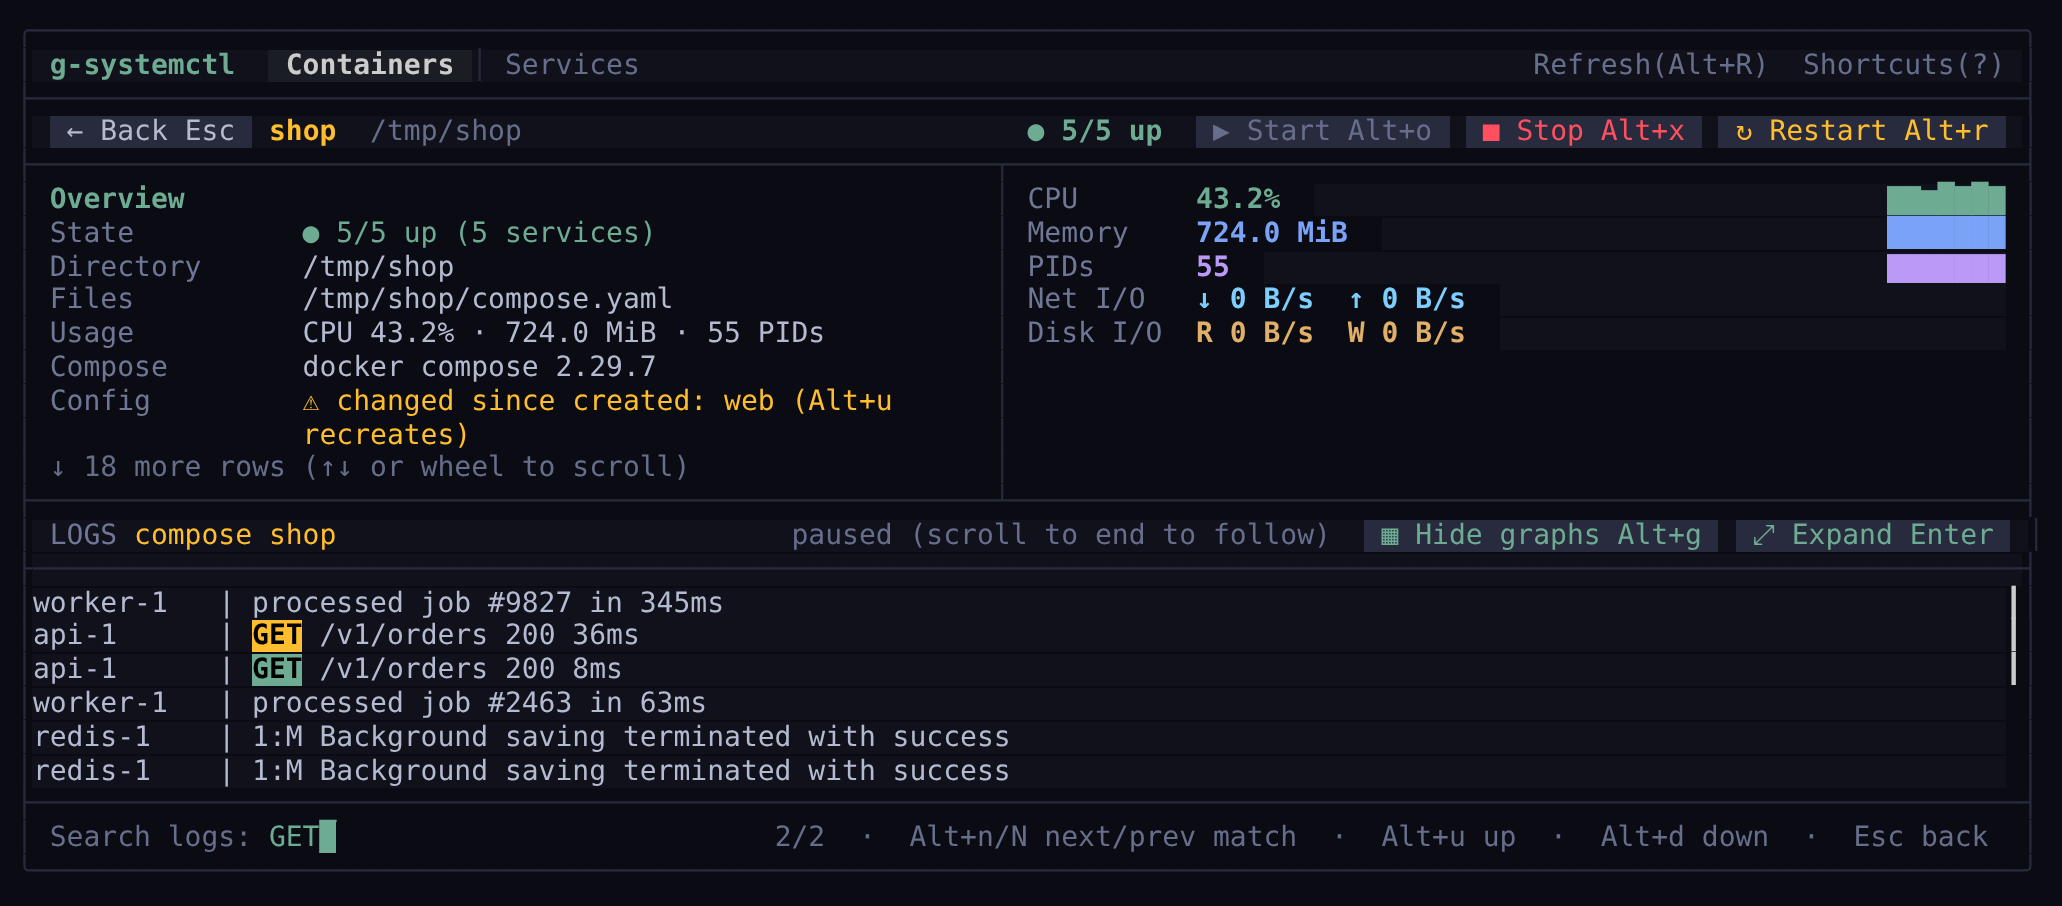 g-systemctl Containers Services Refresh(Alt+R) Shortcuts(?)
← Back Esc shop /tmp/shop ● 5/5 up ▶ Start Alt+o ■ Stop Alt+x ↻ Restart Alt+r
Overview
State ● 5/5 up (5 services)
Directory /tmp/shop
Files /tmp/shop/compose.yaml
Usage CPU 43.2% · 724.0 MiB · 55 PIDs
Compose docker compose 2.29.7
Config ⚠ changed since created: web (Alt+u
recreates)
↓ 18 more rows (↑↓ or wheel to scroll)
CPU 43.2%
Memory 724.0 MiB
PIDs 55
Net I/O ↓ 0 B/s ↑ 0 B/s
Disk I/O R 0 B/s W 0 B/s
LOGS compose shop paused (scroll to end to follow) ▦ Hide graphs Alt+g ⤢ Expand Enter
worker-1 | processed job #9827 in 345ms
api-1 | GET /v1/orders 200 36ms
api-1 | GET /v1/orders 200 8ms
worker-1 | processed job #2463 in 63ms
redis-1 | 1:M Background saving terminated with success
redis-1 | 1:M Background saving terminated with success
Search logs: GET 2/2 · Alt+n/N next/prev match · Alt+u up · Alt+d down · Esc back